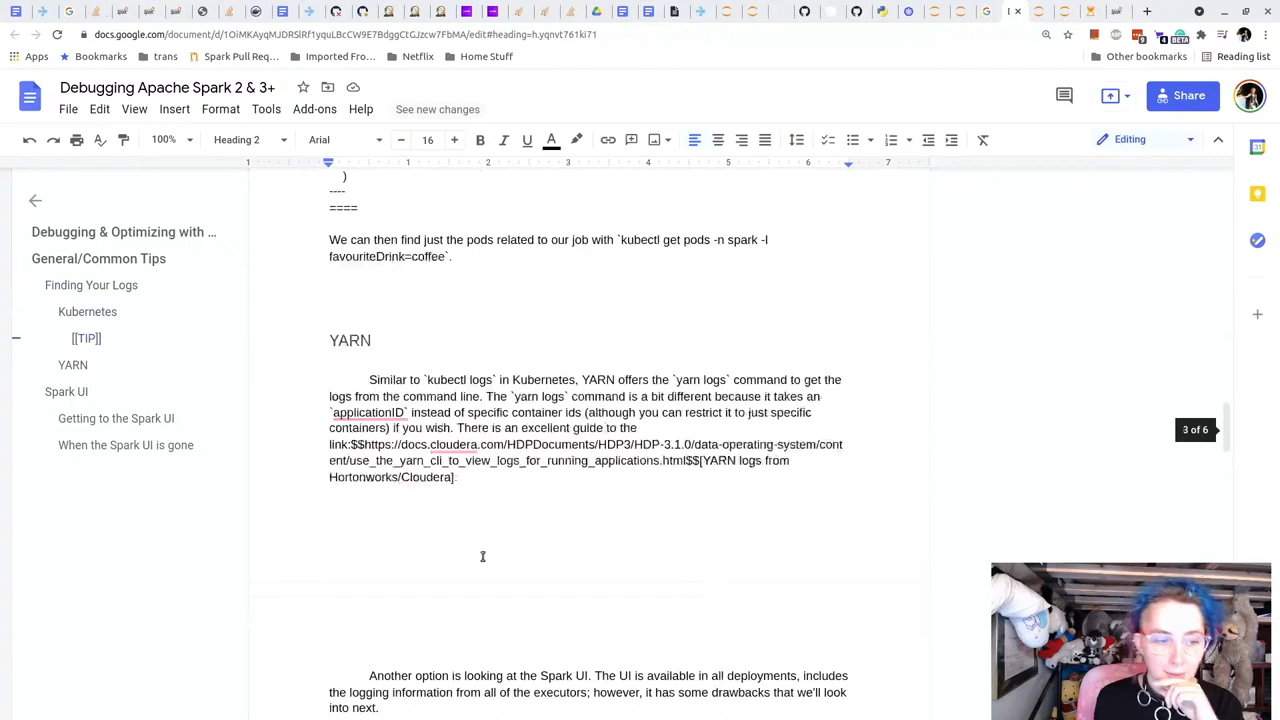 docs.google.com/document/d/1OiMKAyqMJDRSlRf1yquLBcCW9E7BdggCtGJzcw7FbMA/edit#heading=h.yqnvt761ki71
Apps
Bookmarks
trans
Spark Pull Req...
Imported Fro...
Netflix
Home Stuff
Other bookmarks
Reading list
Debugging Apache Spark 2 & 3+
File Edit View Insert Format Tools Add-ons Help
See new changes
Share
100%
Heading 2
Arial
16
Editing
1 1 2 3 4 5 6 7
)
----
====
Debugging & Optimizing with ...
General/Common Tips
Finding Your Logs
Kubernetes
[[TIP]]
YARN
Spark UI
Getting to the Spark UI
When the Spark UI is gone
We can then find just the pods related to our job with `kubectl get pods -n spark -l
favouriteDrink=coffee`.
YARN
Similar to `kubectl logs` in Kubernetes, YARN offers the `yarn logs` command to get the
logs from the command line. The `yarn logs` command is a bit different because it takes an
`applicationID` instead of specific container ids (although you can restrict it to just specific
containers) if you wish. There is an excellent guide to the
link:$$https://docs.cloudera.com/HDPDocuments/HDP3/HDP-3.1.0/data-operating-system/cont
ent/use_the_yarn_cli_to_view_logs_for_running_applications.html$$[YARN logs from
Hortonworks/Cloudera].
3 of 6
Another option is looking at the Spark UI. The UI is available in all deployments, includes
the logging information from all of the executors; however, it has some drawbacks that we'll look
into next.